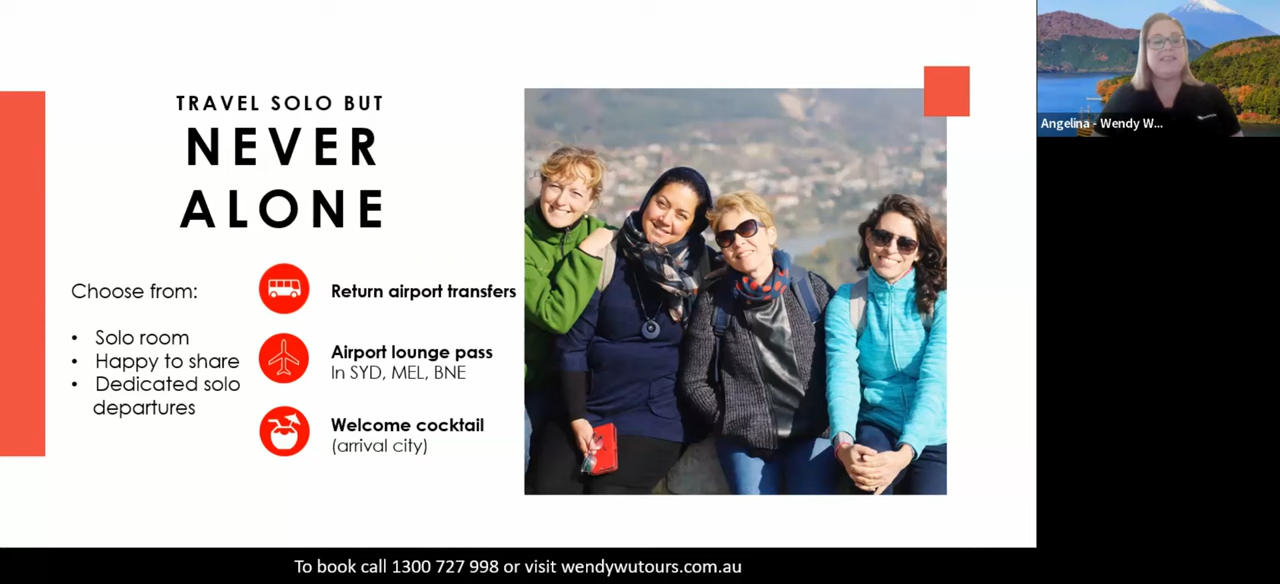 TRAVEL SOLO BUT
NEVER
ALONE
Choose from:
• Solo room
• Happy to share
• Dedicated solo
departures
Return airport transfers
Airport lounge pass
In SYD, MEL, BNE
Welcome cocktail
(arrival city)
Angelina - Wendy W...
To book call 1300 727 998 or visit wendywutours.com.au